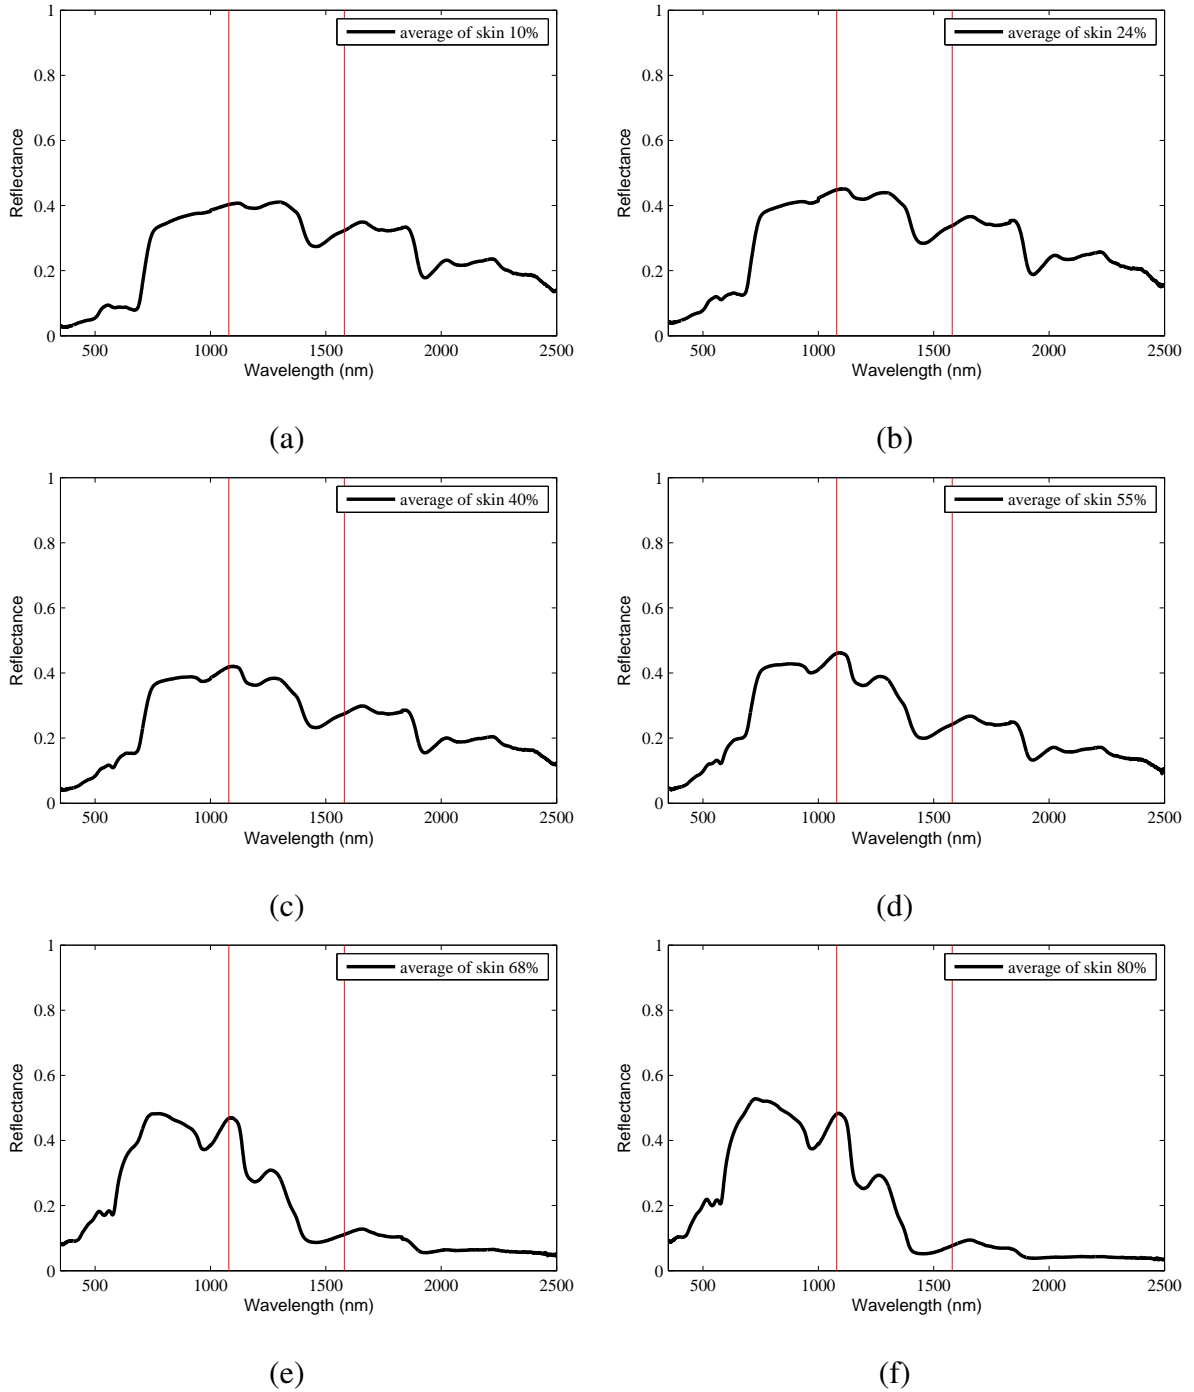 1
0.8
0.6
0.4
0.2
0
Reflectance
average of skin 10%
500 1000 1500 2000 2500
Wavelength (nm)
(a)
1
0.8
0.6
0.4
0.2
0
Reflectance
average of skin 24%
500 1000 1500 2000 2500
Wavelength (nm)
(b)
1
0.8
0.6
0.4
0.2
0
Reflectance
average of skin 40%
500 1000 1500 2000 2500
Wavelength (nm)
(c)
1
0.8
0.6
0.4
0.2
0
Reflectance
average of skin 55%
500 1000 1500 2000 2500
Wavelength (nm)
(d)
1
0.8
0.6
0.4
0.2
0
Reflectance
average of skin 68%
500 1000 1500 2000 2500
Wavelength (nm)
(e)
1
0.8
0.6
0.4
0.2
0
Reflectance
average of skin 80%
500 1000 1500 2000 2500
Wavelength (nm)
(f)